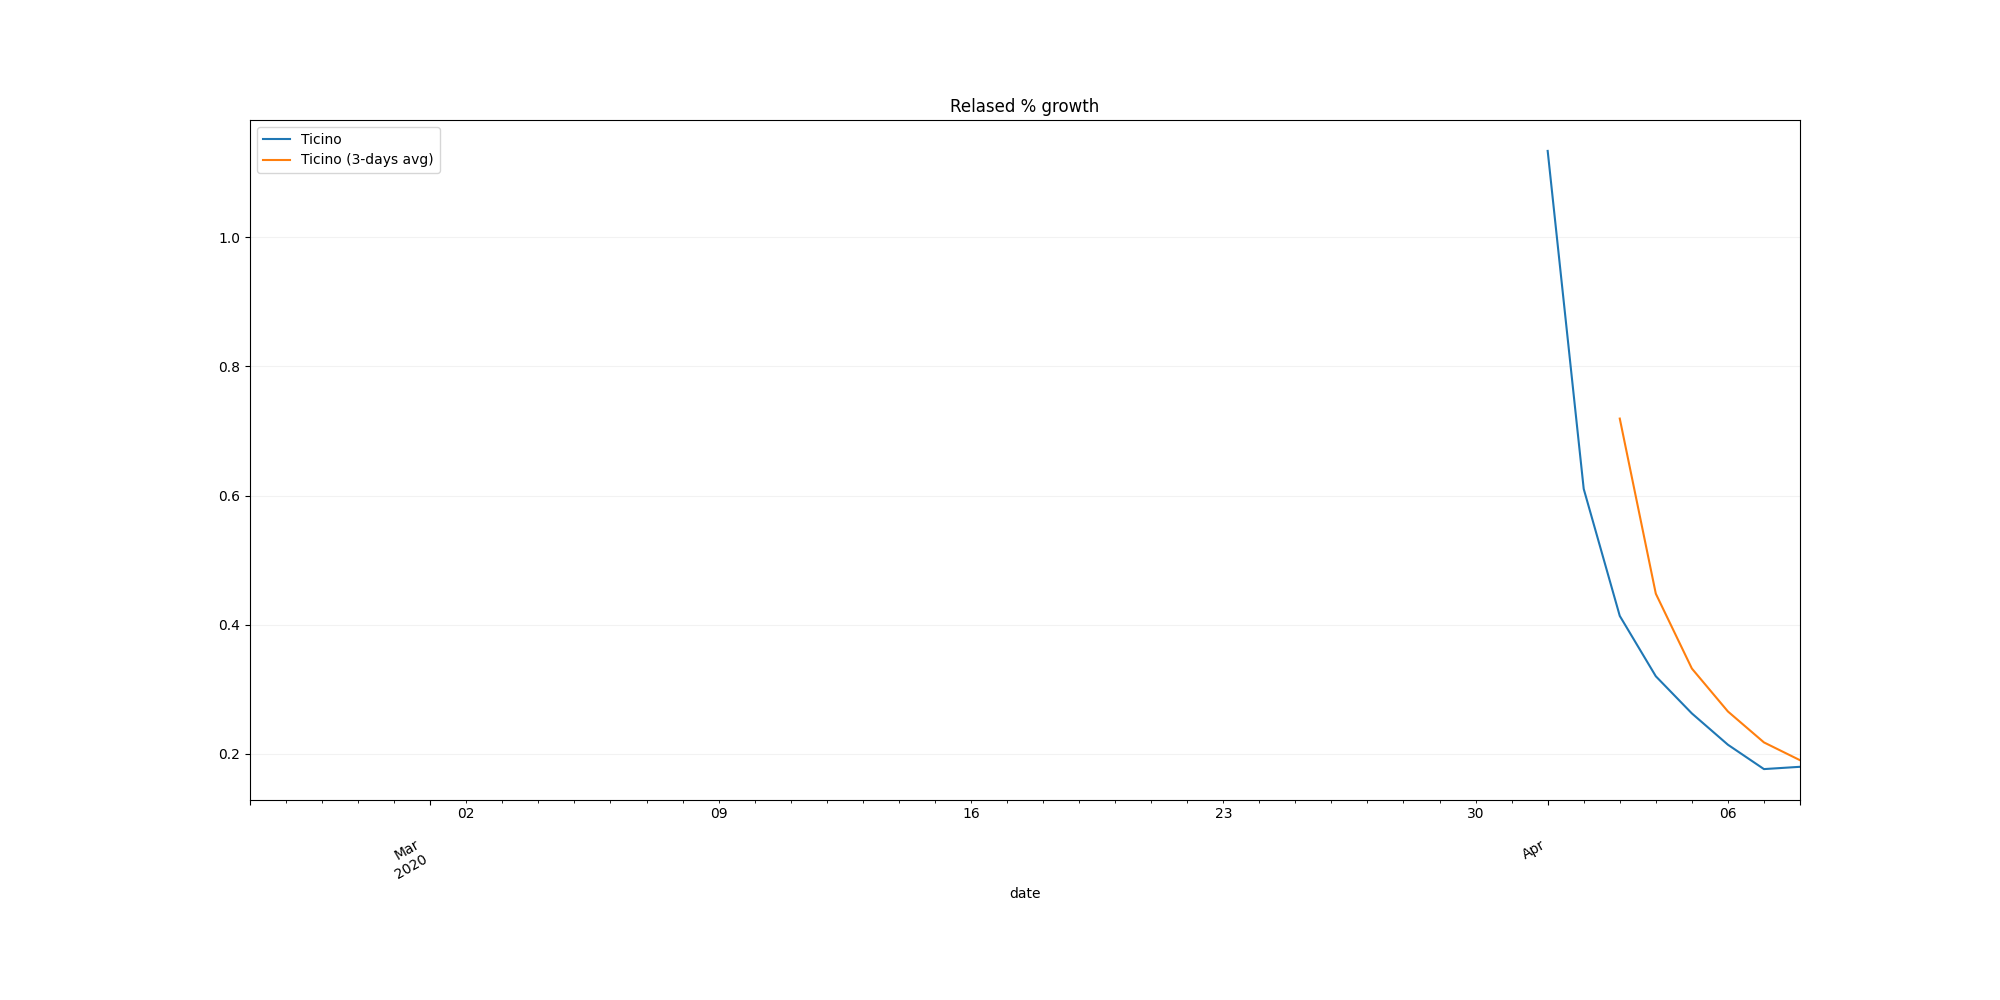 Relased % growth
Ticino
Ticino (3-days avg)
1.0
0.8
0.6
0.4
0.2
02 09 16 23 30 06
Mar
2020
Apr
date